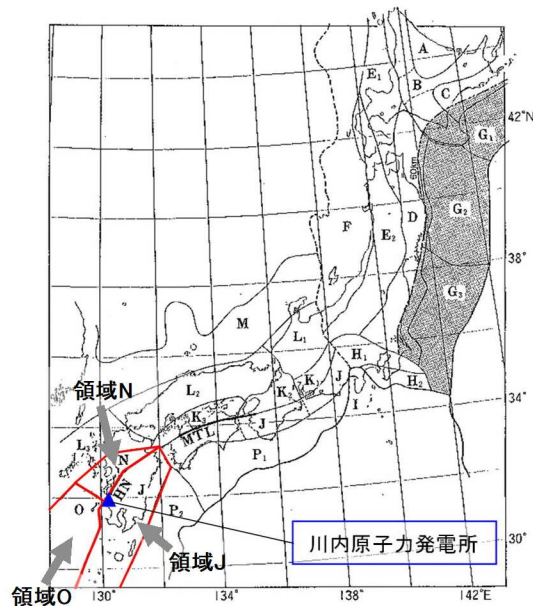 A
E₁
B
C
42°N
G₁
60km
D
G₂
F
E₂
38°
G₃
M
L₁
H₁
34°
領域N
L₂
K₁
J
H₂
K₂
I
K₃
J
MTL
L₃
N
P₁
HN
J
O
P₂
川内原子力発電所
30°
領域O
領域J
130°
134°
138°
142°E